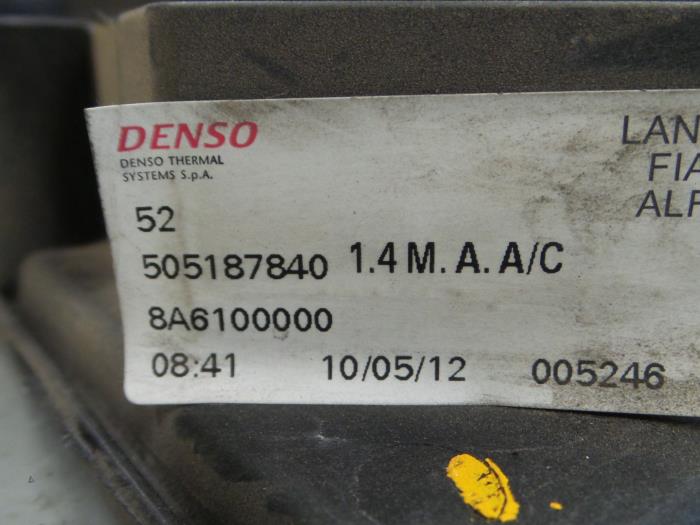 DENSO
DENSO THERMAL
SYSTEMS S.p.A.
LAN
FIA
ALF
52
505187840 1.4 M. A. A/C
8A6100000
08:41 10/05/12 005246